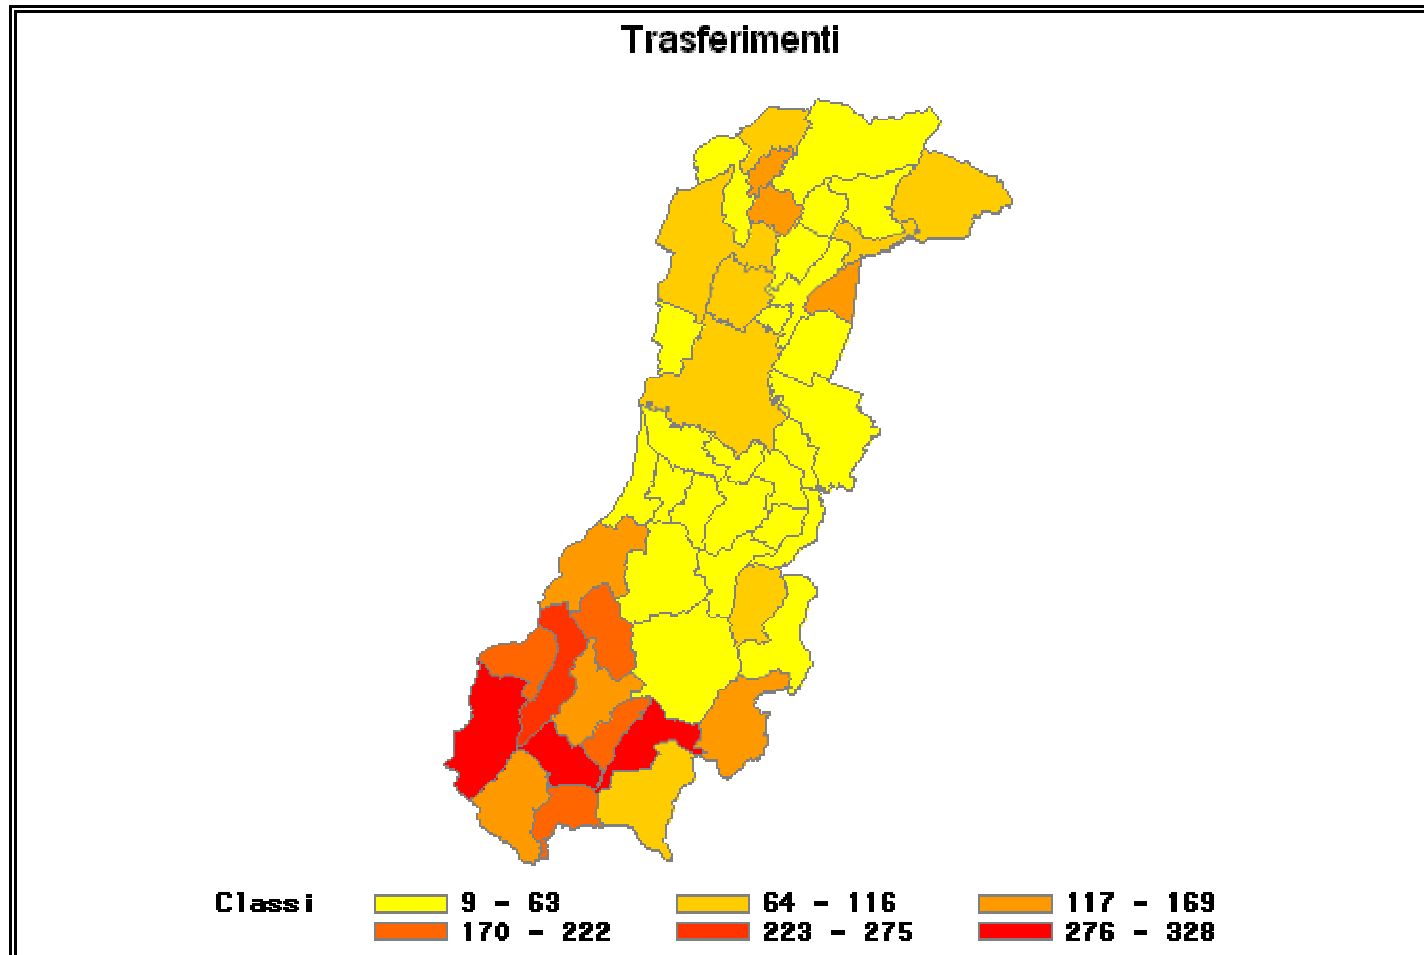 Trasferimenti
Classi 9 - 63 64 - 116 117 - 169
170 - 222 223 - 275 276 - 328